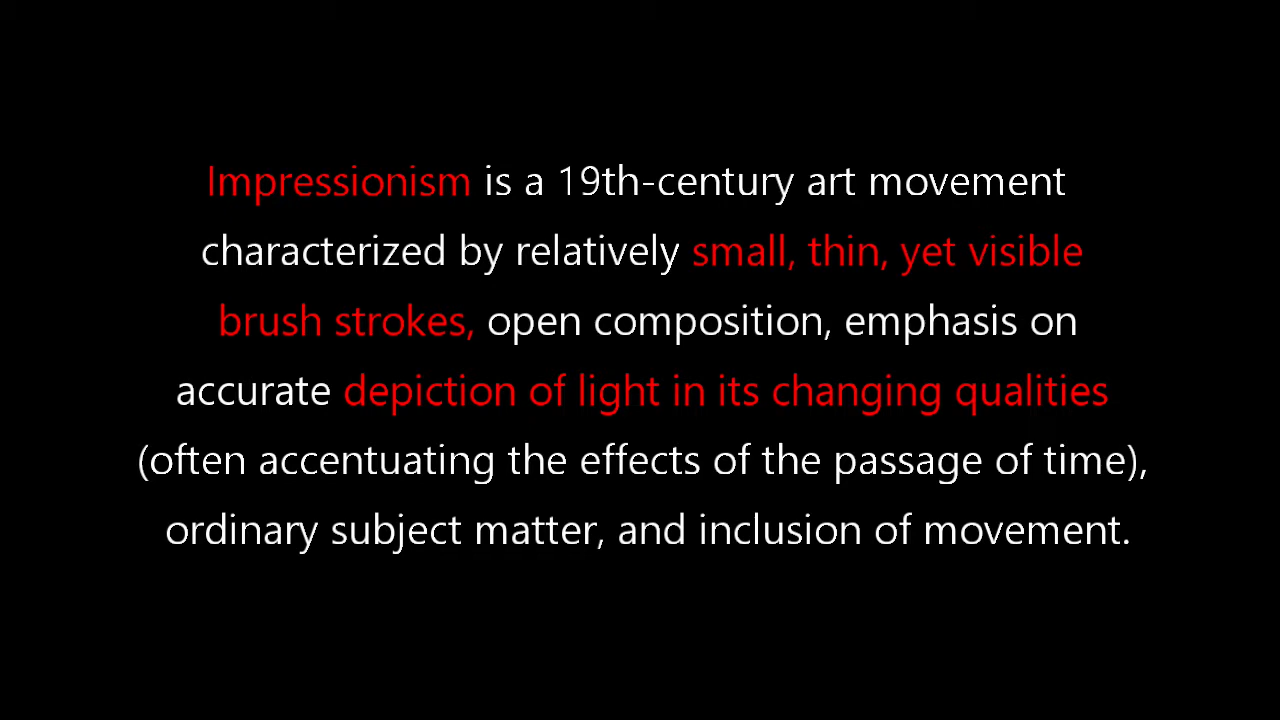 Impressionism is a 19th-century art movement
characterized by relatively small, thin, yet visible
brush strokes, open composition, emphasis on
accurate depiction of light in its changing qualities
(often accentuating the effects of the passage of time),
ordinary subject matter, and inclusion of movement.